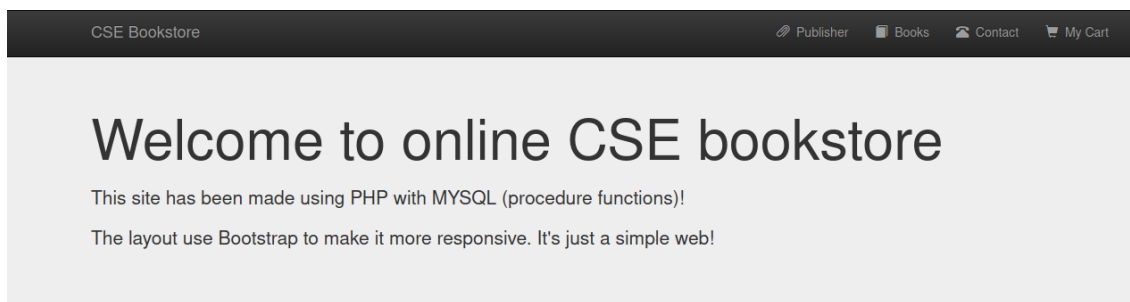 CSE Bookstore Publisher Books Contact My Cart
Welcome to online CSE bookstore
This site has been made using PHP with MYSQL (procedure functions)!
The layout use Bootstrap to make it more responsive. It's just a simple web!